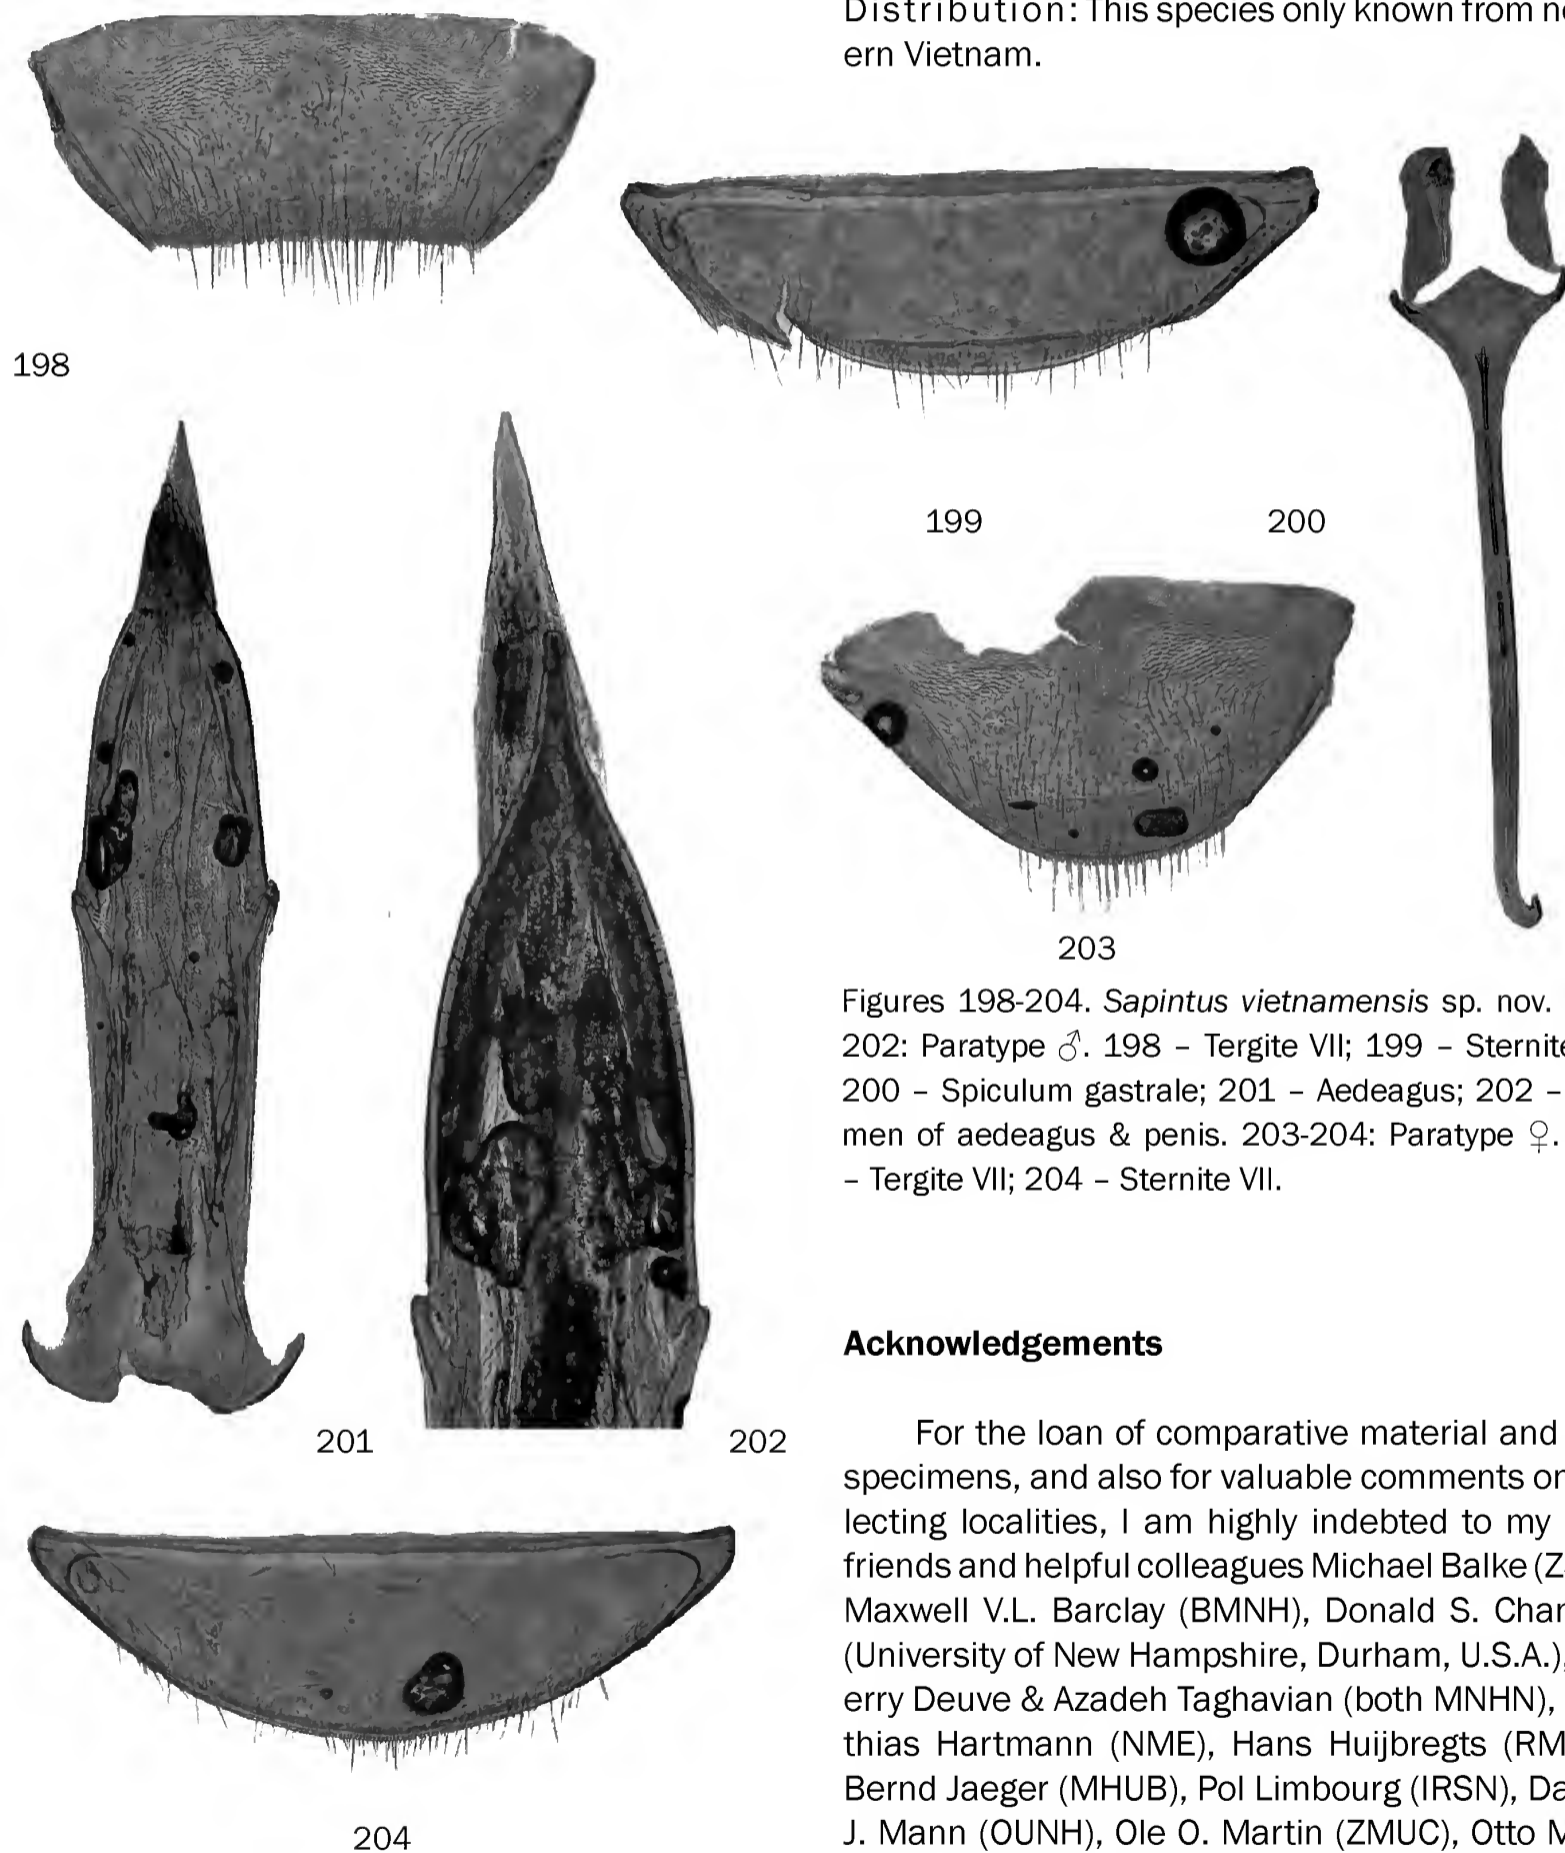 Distribution: This species only known from no
ern Vietnam.
198
199
200
203
Figures 198-204. Sapintus vietnamensis sp. nov.
202: Paratype ♂. 198 – Tergite VII; 199 – Sternite
200 – Spiculum gastrale; 201 – Aedeagus; 202 –
men of aedeagus & penis. 203-204: Paratype ♀.
– Tergite VII; 204 – Sternite VII.
Acknowledgements
201
202
For the loan of comparative material and
specimens, and also for valuable comments on
lecting localities, I am highly indebted to my
friends and helpful colleagues Michael Balke (Z
Maxwell V.L. Barclay (BMNH), Donald S. Chan
(University of New Hampshire, Durham, U.S.A.),
erry Deuve & Azadeh Taghavian (both MNHN),
thias Hartmann (NME), Hans Huijbregts (RM
Bernd Jaeger (MHUB), Pol Limbourg (IRSN), Da
J. Mann (OUNH), Ole O. Martin (ZMUC), Otto M
204